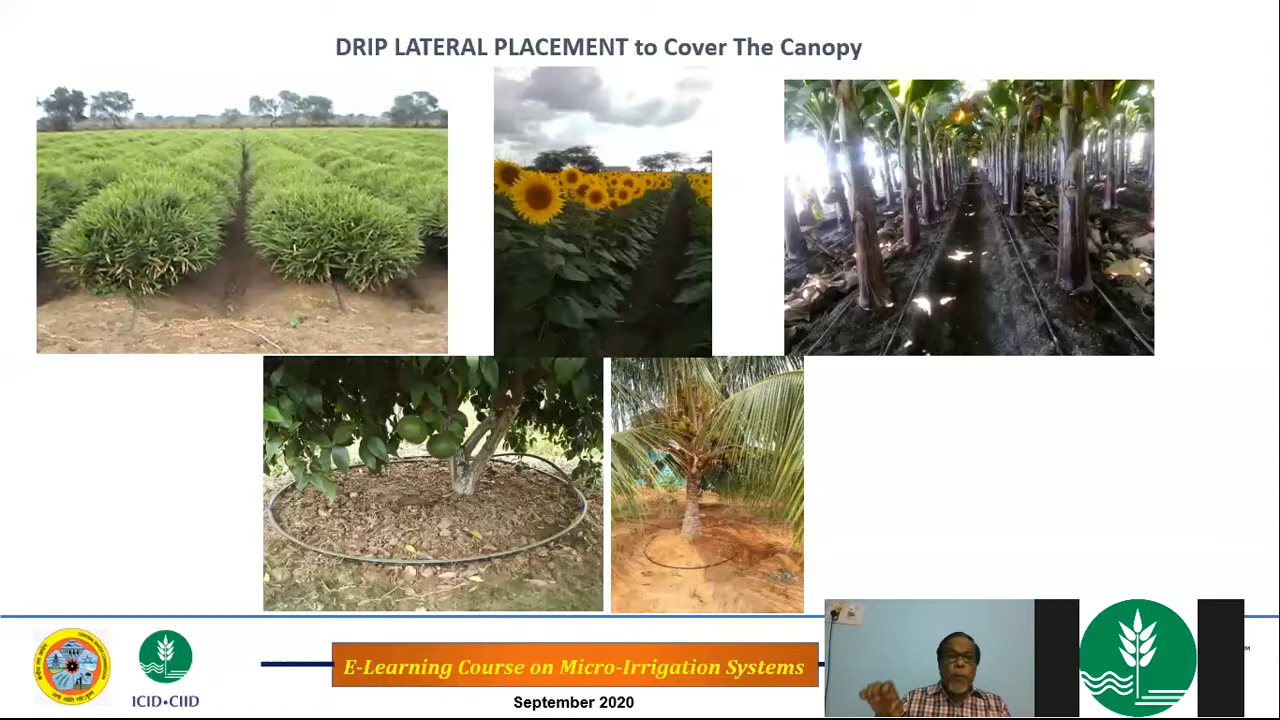 DRIP LATERAL PLACEMENT to Cover The Canopy
E-Learning Course on Micro-Irrigation Systems
ICID•CIID
September 2020